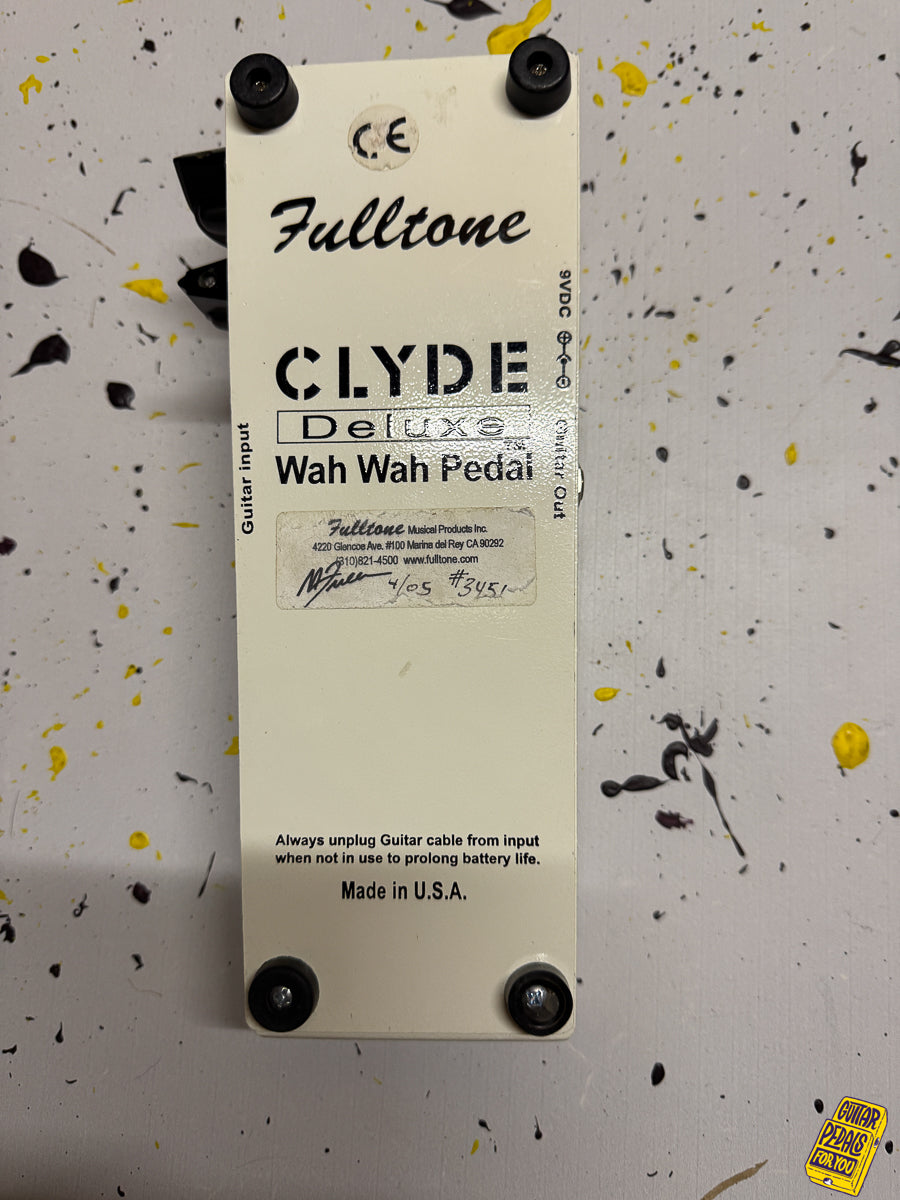 CE
Fulltone
9VDC
CLYDE
Deluxe
TM
Wah Wah Pedal
Guitar input
Guitar Out
Fulltone Musical Products Inc.
4220 Glencoe Ave. #100 Marina del Rey CA 90292
(310)821-4500 www.fulltone.com
M Fuller 4/05 #3451
Always unplug Guitar cable from input
when not in use to prolong battery life.
Made in U.S.A.
GUITAR
PEDALS
FOR YOU